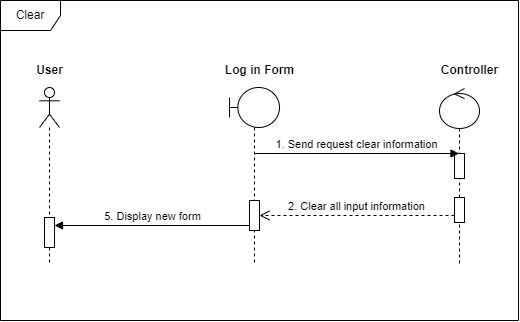 Clear
User
Log in Form
Controller
1. Send request clear information
2. Clear all input information
5. Display new form